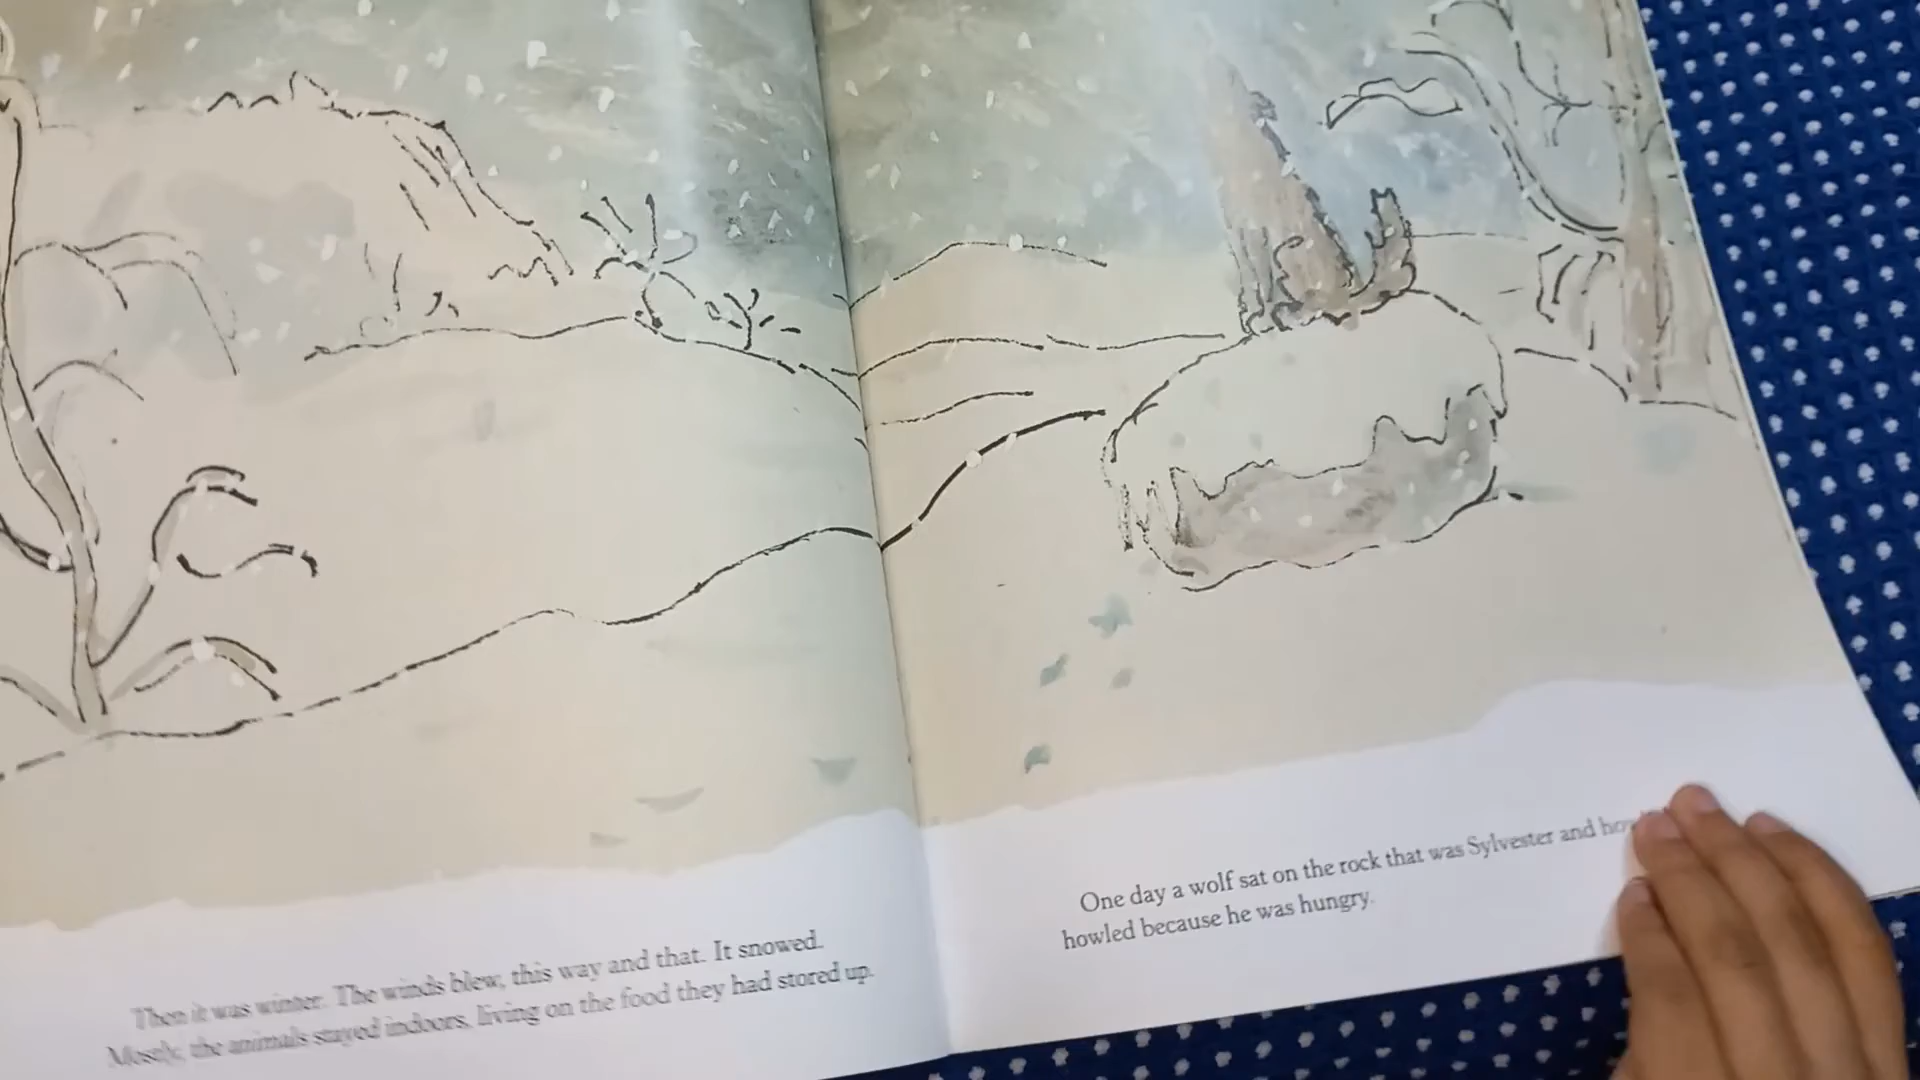 Then it was winter. The winds blew, this way and that. It snowed.
Mostly, the animals stayed indoors, living on the food they had stored up.
One day a wolf sat on the rock that was Sylvester and
howled because he was hungry.